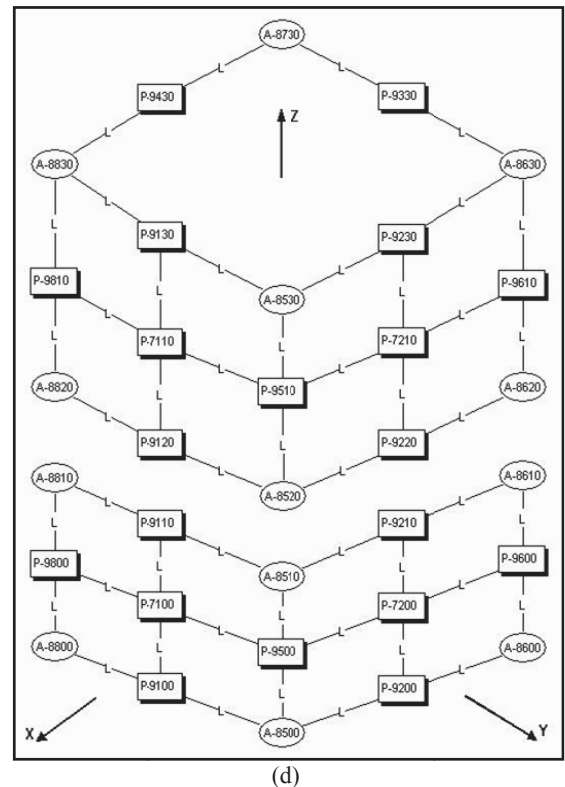 A-8730
L L
P-9430 P-9330
Z
L L
A-8830 A-8630
L L L L
P-9130 P-9230
P-9810 L A-8530 L P-9610
L L L
P-7110 P-7210
L L L L
P-9510
A-8820 L L L A-8620
L P-9120 P-9220 L
L L
A-8810 A-8520 A-8610
L L
L P-9110 P-9210 L
L L
P-9800 L A-8510 L P-9600
L L L
L P-7100 P-7200 L
L L
A-8800 L P-9500 L A-8600
L L L
P-9100 P-9200
L L
X A-8500 Y
(d)